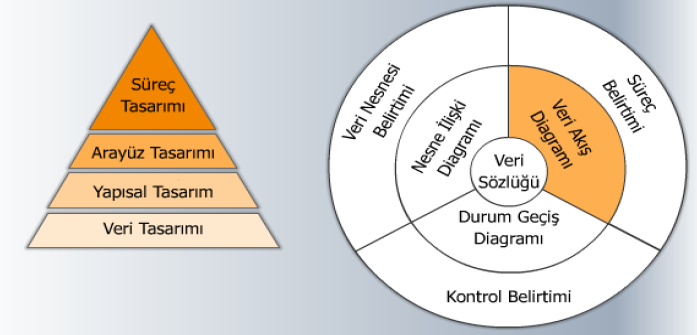 Süreç
Tasarımı
Arayüz Tasarımı
Yapısal Tasarım
Veri Tasarımı
Veri Nesnesi
Belirtimi
Süreç
Belirtimi
Nesne İlişki
Diagramı
Veri Akış
Diagramı
Veri
Sözlüğü
Durum Geçiş
Diagramı
Kontrol Belirtimi